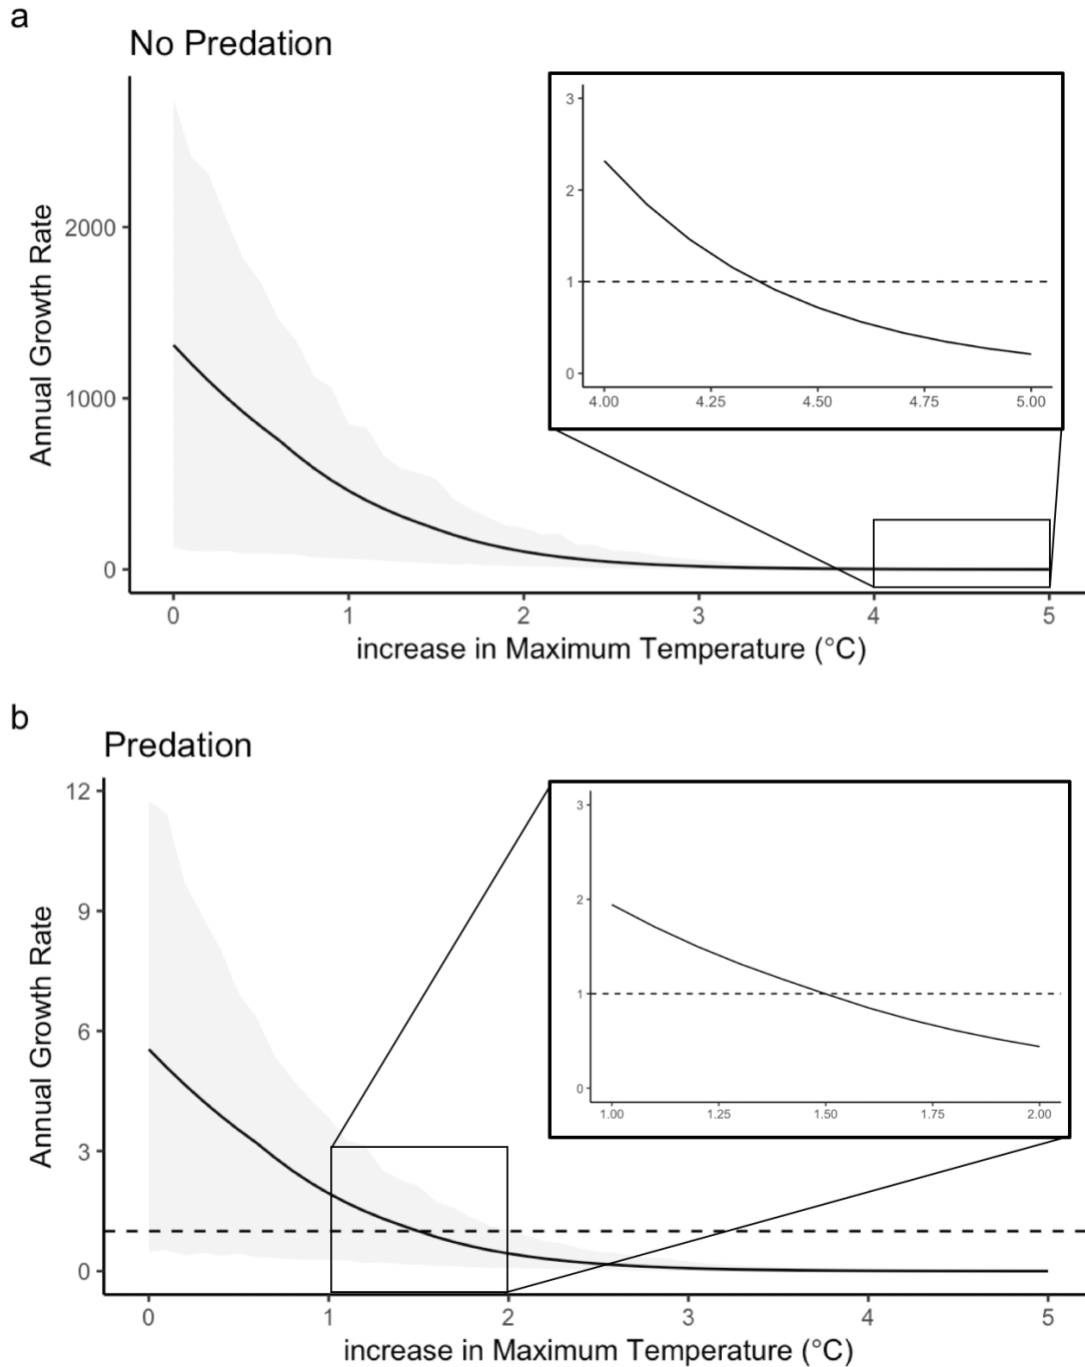 a
No Predation
Annual Growth Rate
2000
1000
0
0 1 2 3 4 5
increase in Maximum Temperature (°C)
3
2
1
0
4.00 4.25 4.50 4.75 5.00
b
Predation
Annual Growth Rate
12
9
6
3
0
0 1 2 3 4 5
increase in Maximum Temperature (°C)
3
2
1
0
1.00 1.25 1.50 1.75 2.00